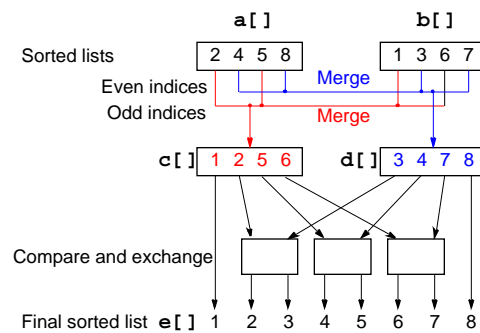 a[] b[]
Sorted lists 2 4 5 8 1 3 6 7
Even indices Merge
Odd indices Merge
c[] 1 2 5 6 d[] 3 4 7 8
Compare and exchange
Final sorted list e[] 1 2 3 4 5 6 7 8